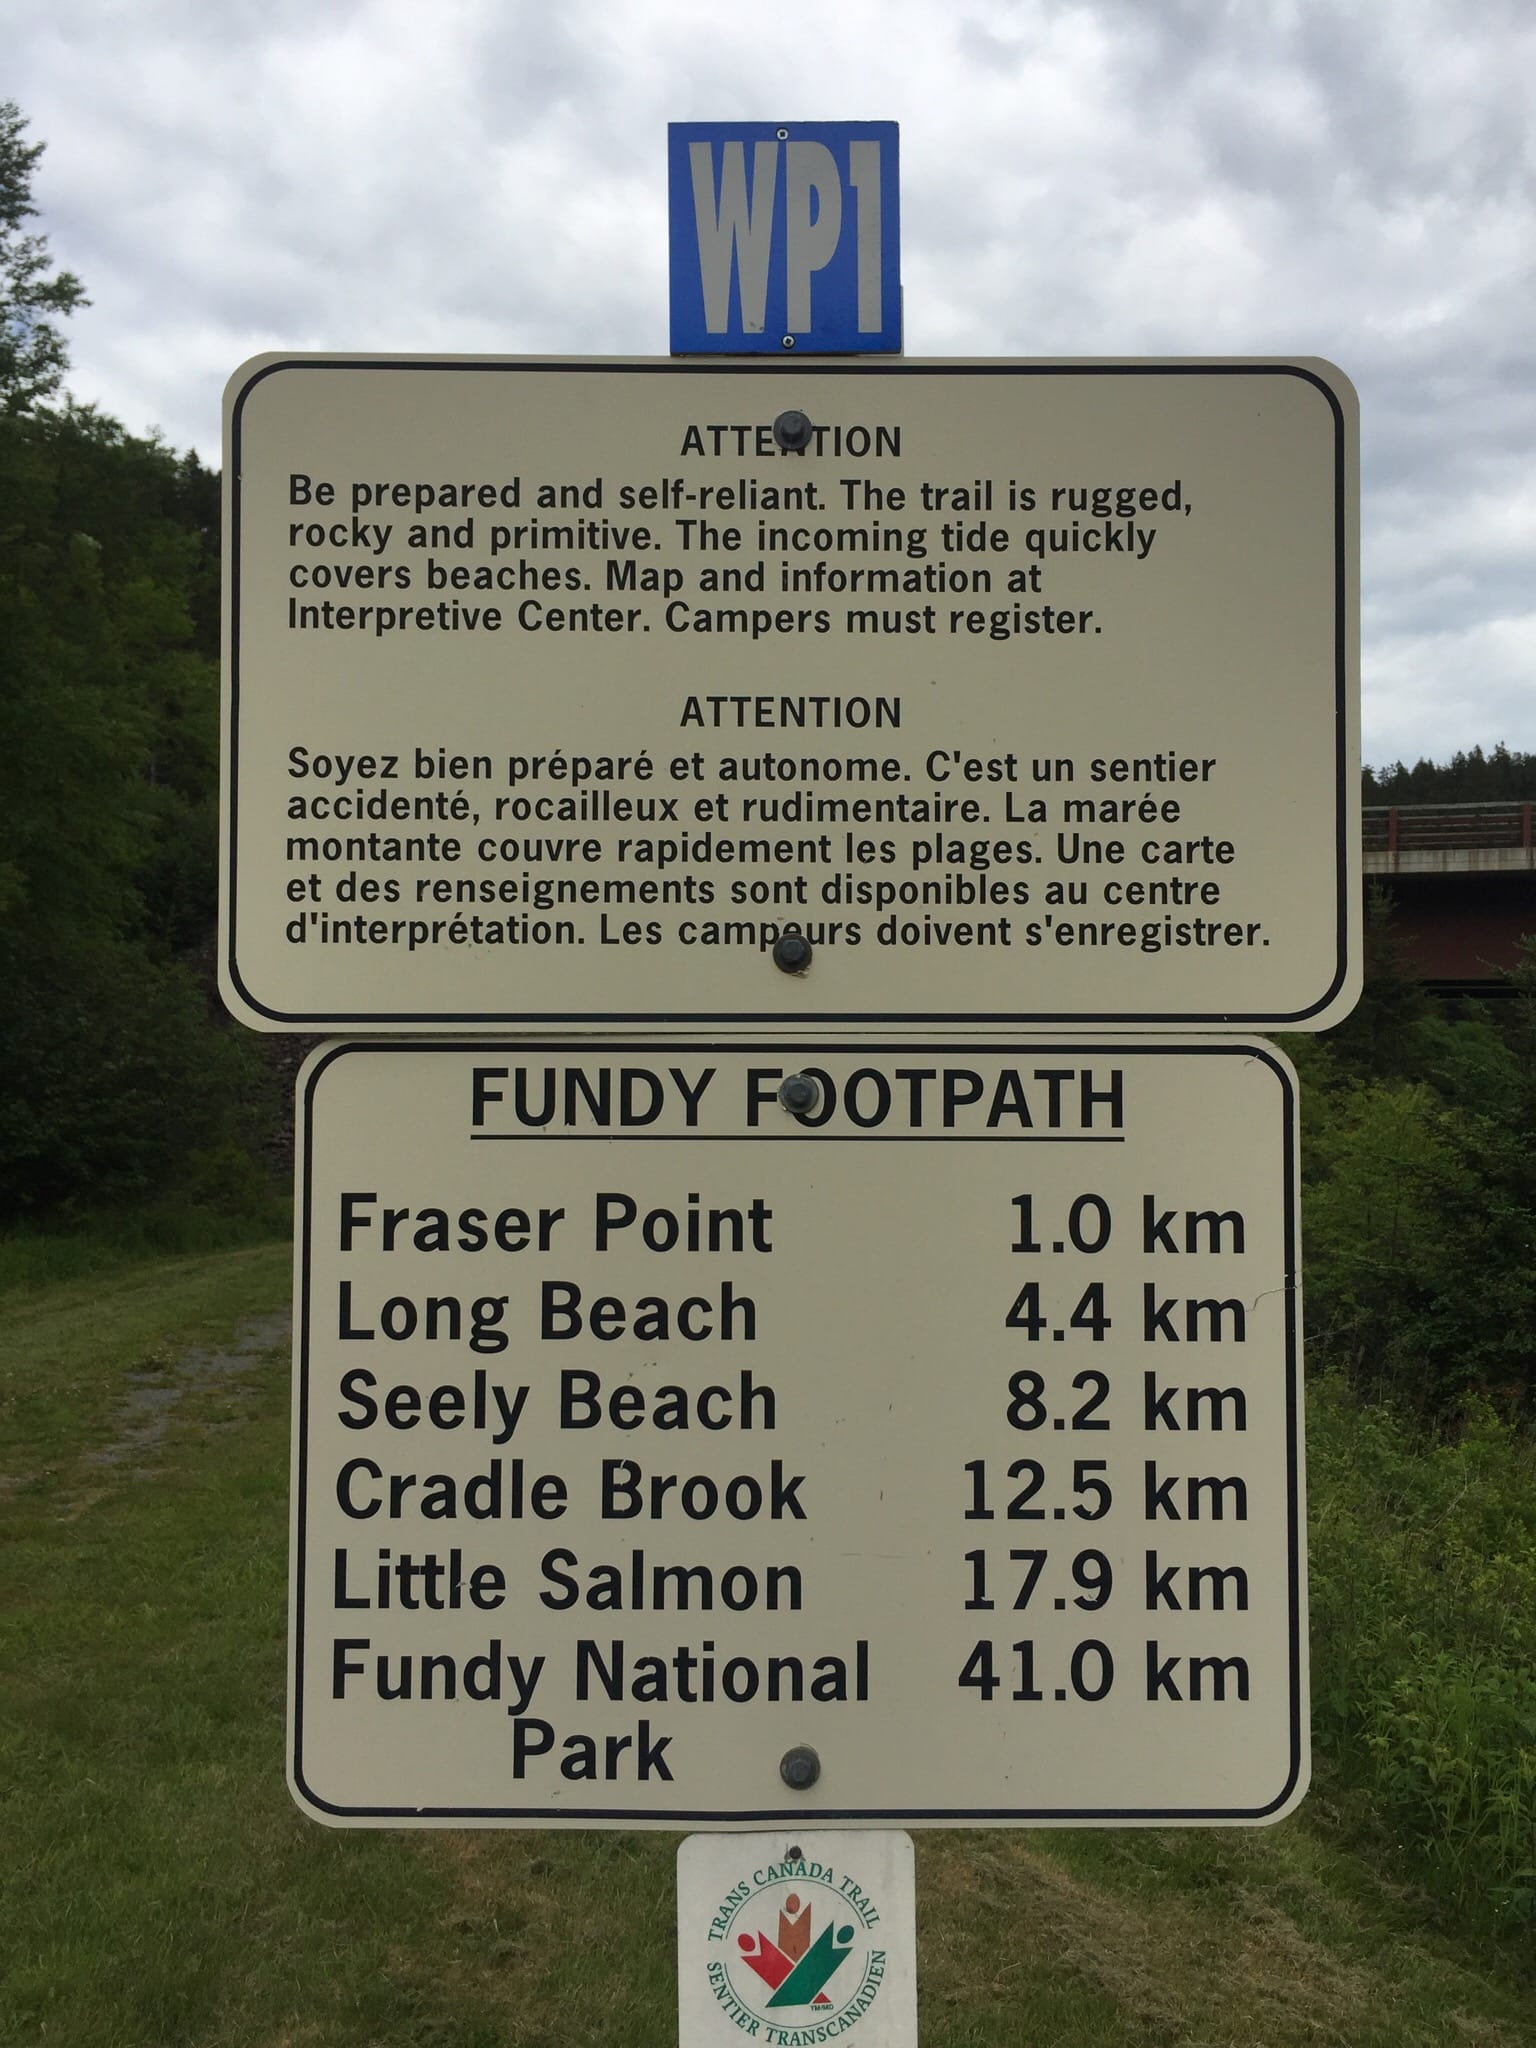 WP1
ATTENTION
Be prepared and self-reliant. The trail is rugged,
rocky and primitive. The incoming tide quickly
covers beaches. Map and information at
Interpretive Center. Campers must register.
ATTENTION
Soyez bien préparé et autonome. C'est un sentier
accidenté, rocailleux et rudimentaire. La marée
montante couvre rapidement les plages. Une carte
et des renseignements sont disponibles au centre
d'interprétation. Les campeurs doivent s'enregistrer.
FUNDY FOOTPATH
Fraser Point 1.0 km
Long Beach 4.4 km
Seely Beach 8.2 km
Cradle Brook 12.5 km
Little Salmon 17.9 km
Fundy National 41.0 km
Park
TRANS CANADA TRAIL
TM/MD
SENTIER TRANSCANADIEN